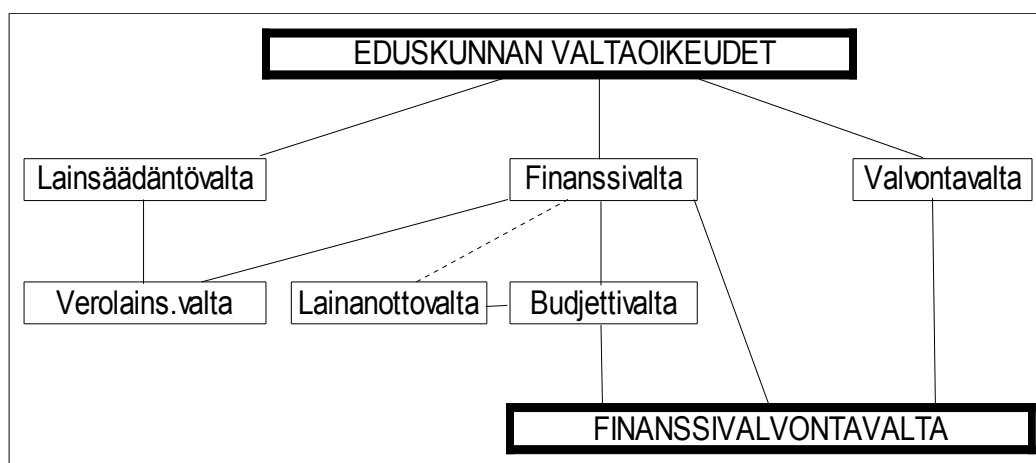 EDUSKUNNAN VALTAOIKEUDET
Lainsäädäntövalta
Finanssivalta
Valvontavalta
Verolains.valta
Lainanottovalta
Budjettivalta
FINANSSIVALVONTAVALTA